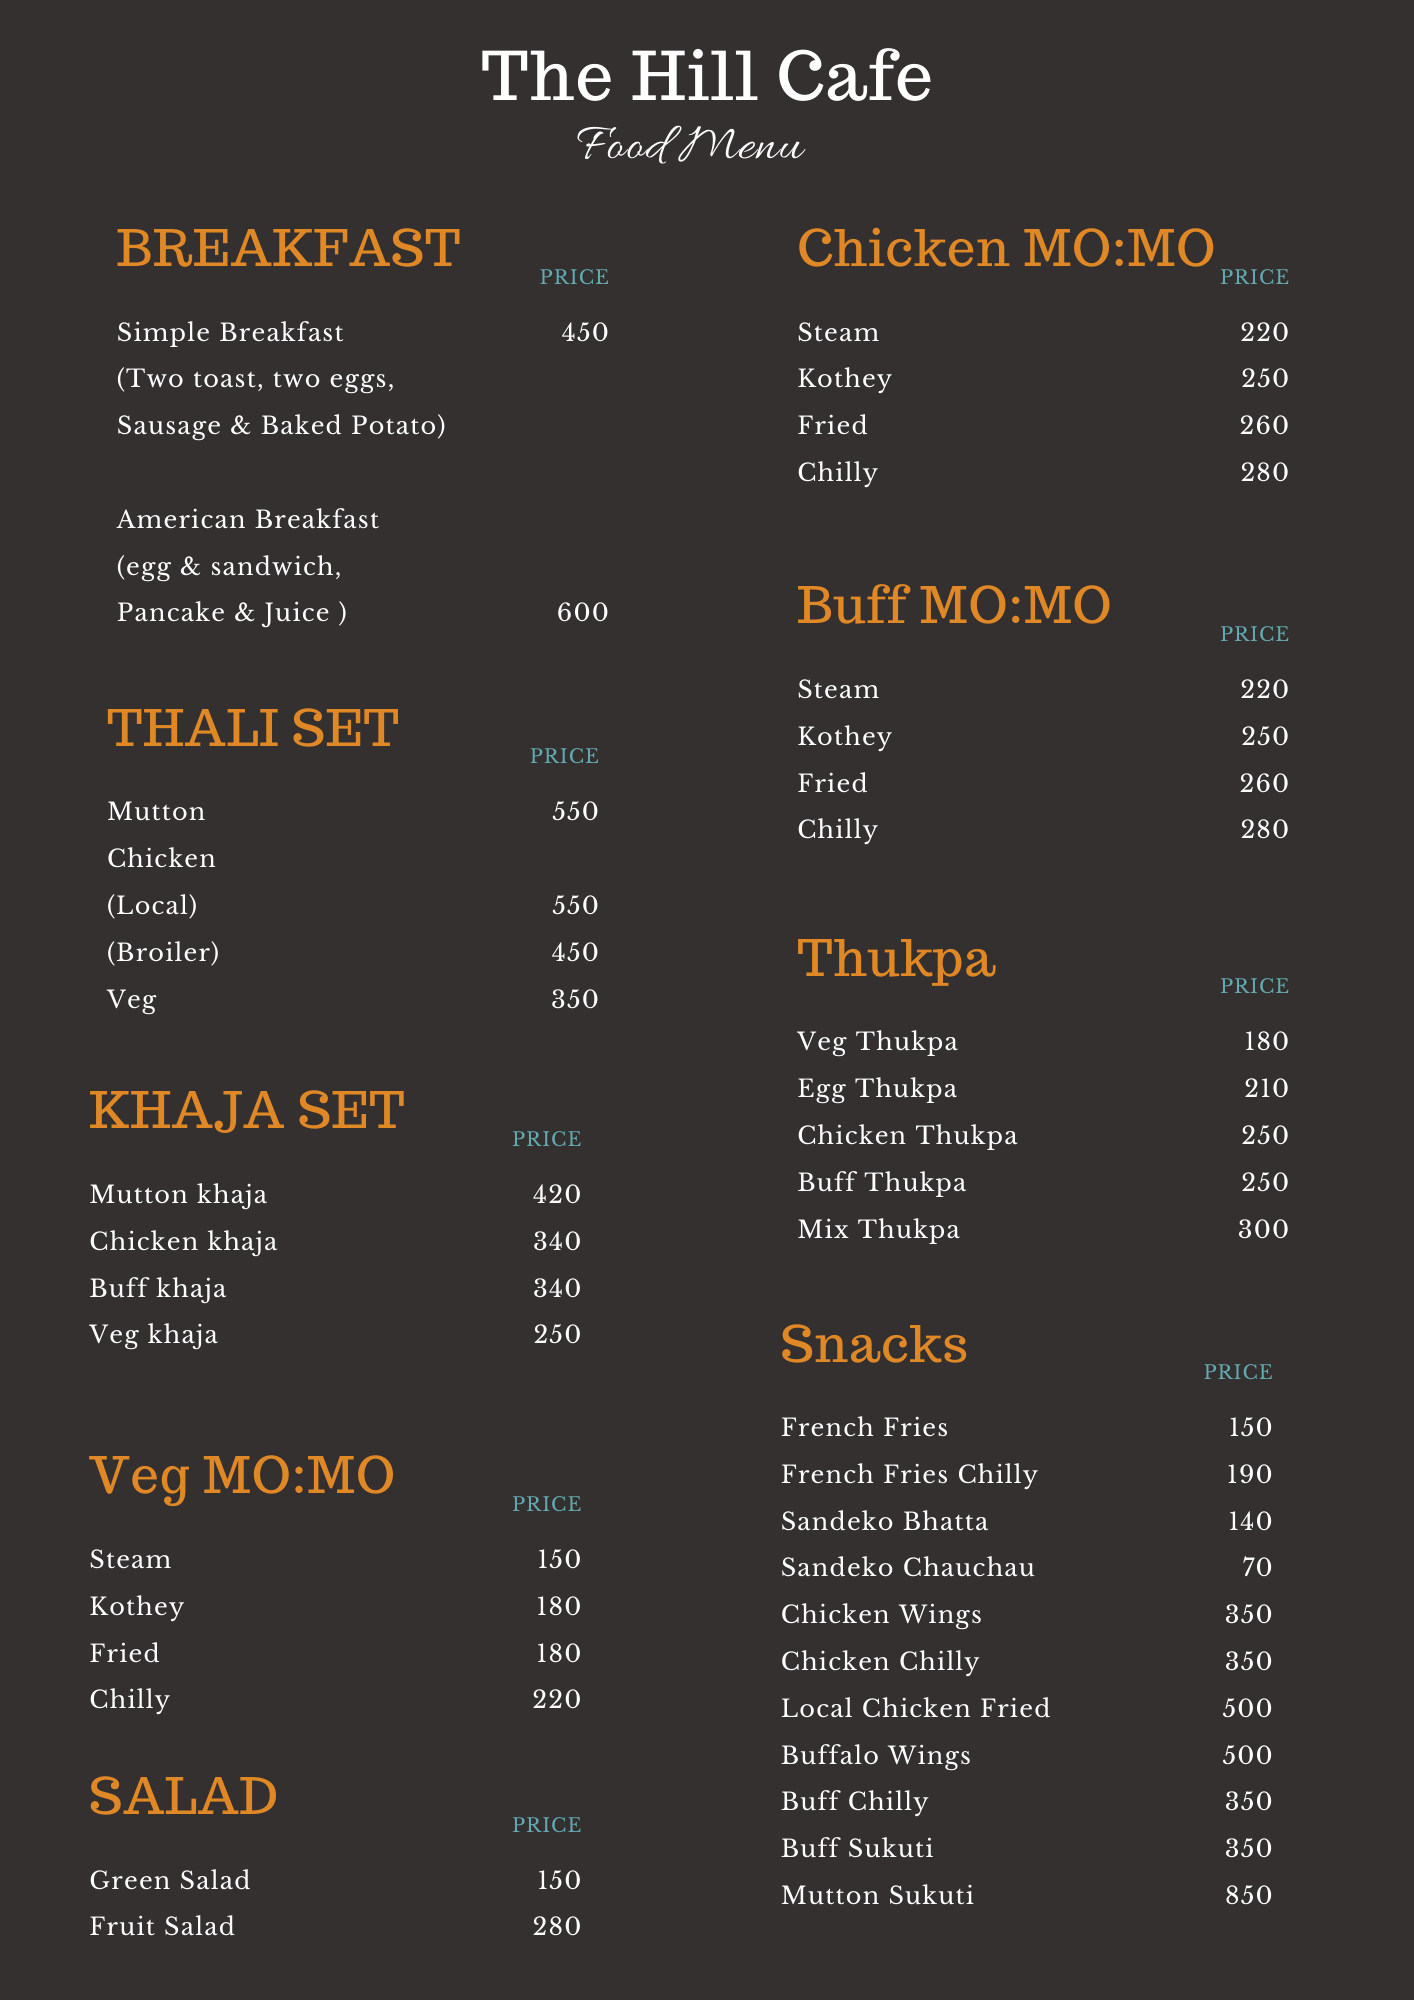 The Hill Cafe
Food Menu
BREAKFAST
PRICE
Simple Breakfast 450
(Two toast, two eggs,
Sausage & Baked Potato)
American Breakfast
(egg & sandwich,
Pancake & Juice ) 600
THALI SET
PRICE
Mutton 550
Chicken
(Local) 550
(Broiler) 450
Veg 350
KHAJA SET
PRICE
Mutton khaja 420
Chicken khaja 340
Buff khaja 340
Veg khaja 250
Veg MO:MO
PRICE
Steam 150
Kothey 180
Fried 180
Chilly 220
SALAD
PRICE
Green Salad 150
Fruit Salad 280
Chicken MO:MO
PRICE
Steam 220
Kothey 250
Fried 260
Chilly 280
Buff MO:MO
PRICE
Steam 220
Kothey 250
Fried 260
Chilly 280
Thukpa
PRICE
Veg Thukpa 180
Egg Thukpa 210
Chicken Thukpa 250
Buff Thukpa 250
Mix Thukpa 300
Snacks
PRICE
French Fries 150
French Fries Chilly 190
Sandeko Bhatta 140
Sandeko Chauchau 70
Chicken Wings 350
Chicken Chilly 350
Local Chicken Fried 500
Buffalo Wings 500
Buff Chilly 350
Buff Sukuti 350
Mutton Sukuti 850